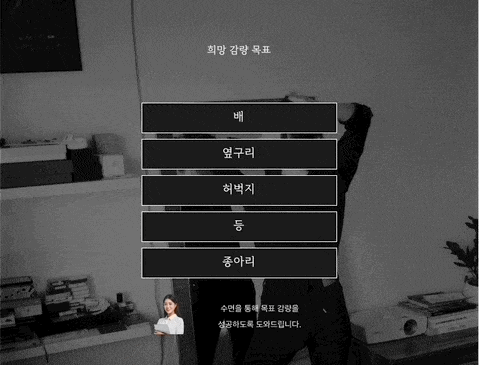 희망 감량 목표
배
옆구리
허벅지
등
종아리
수면을 통해 목표 감량을
성공하도록 도와드립니다.